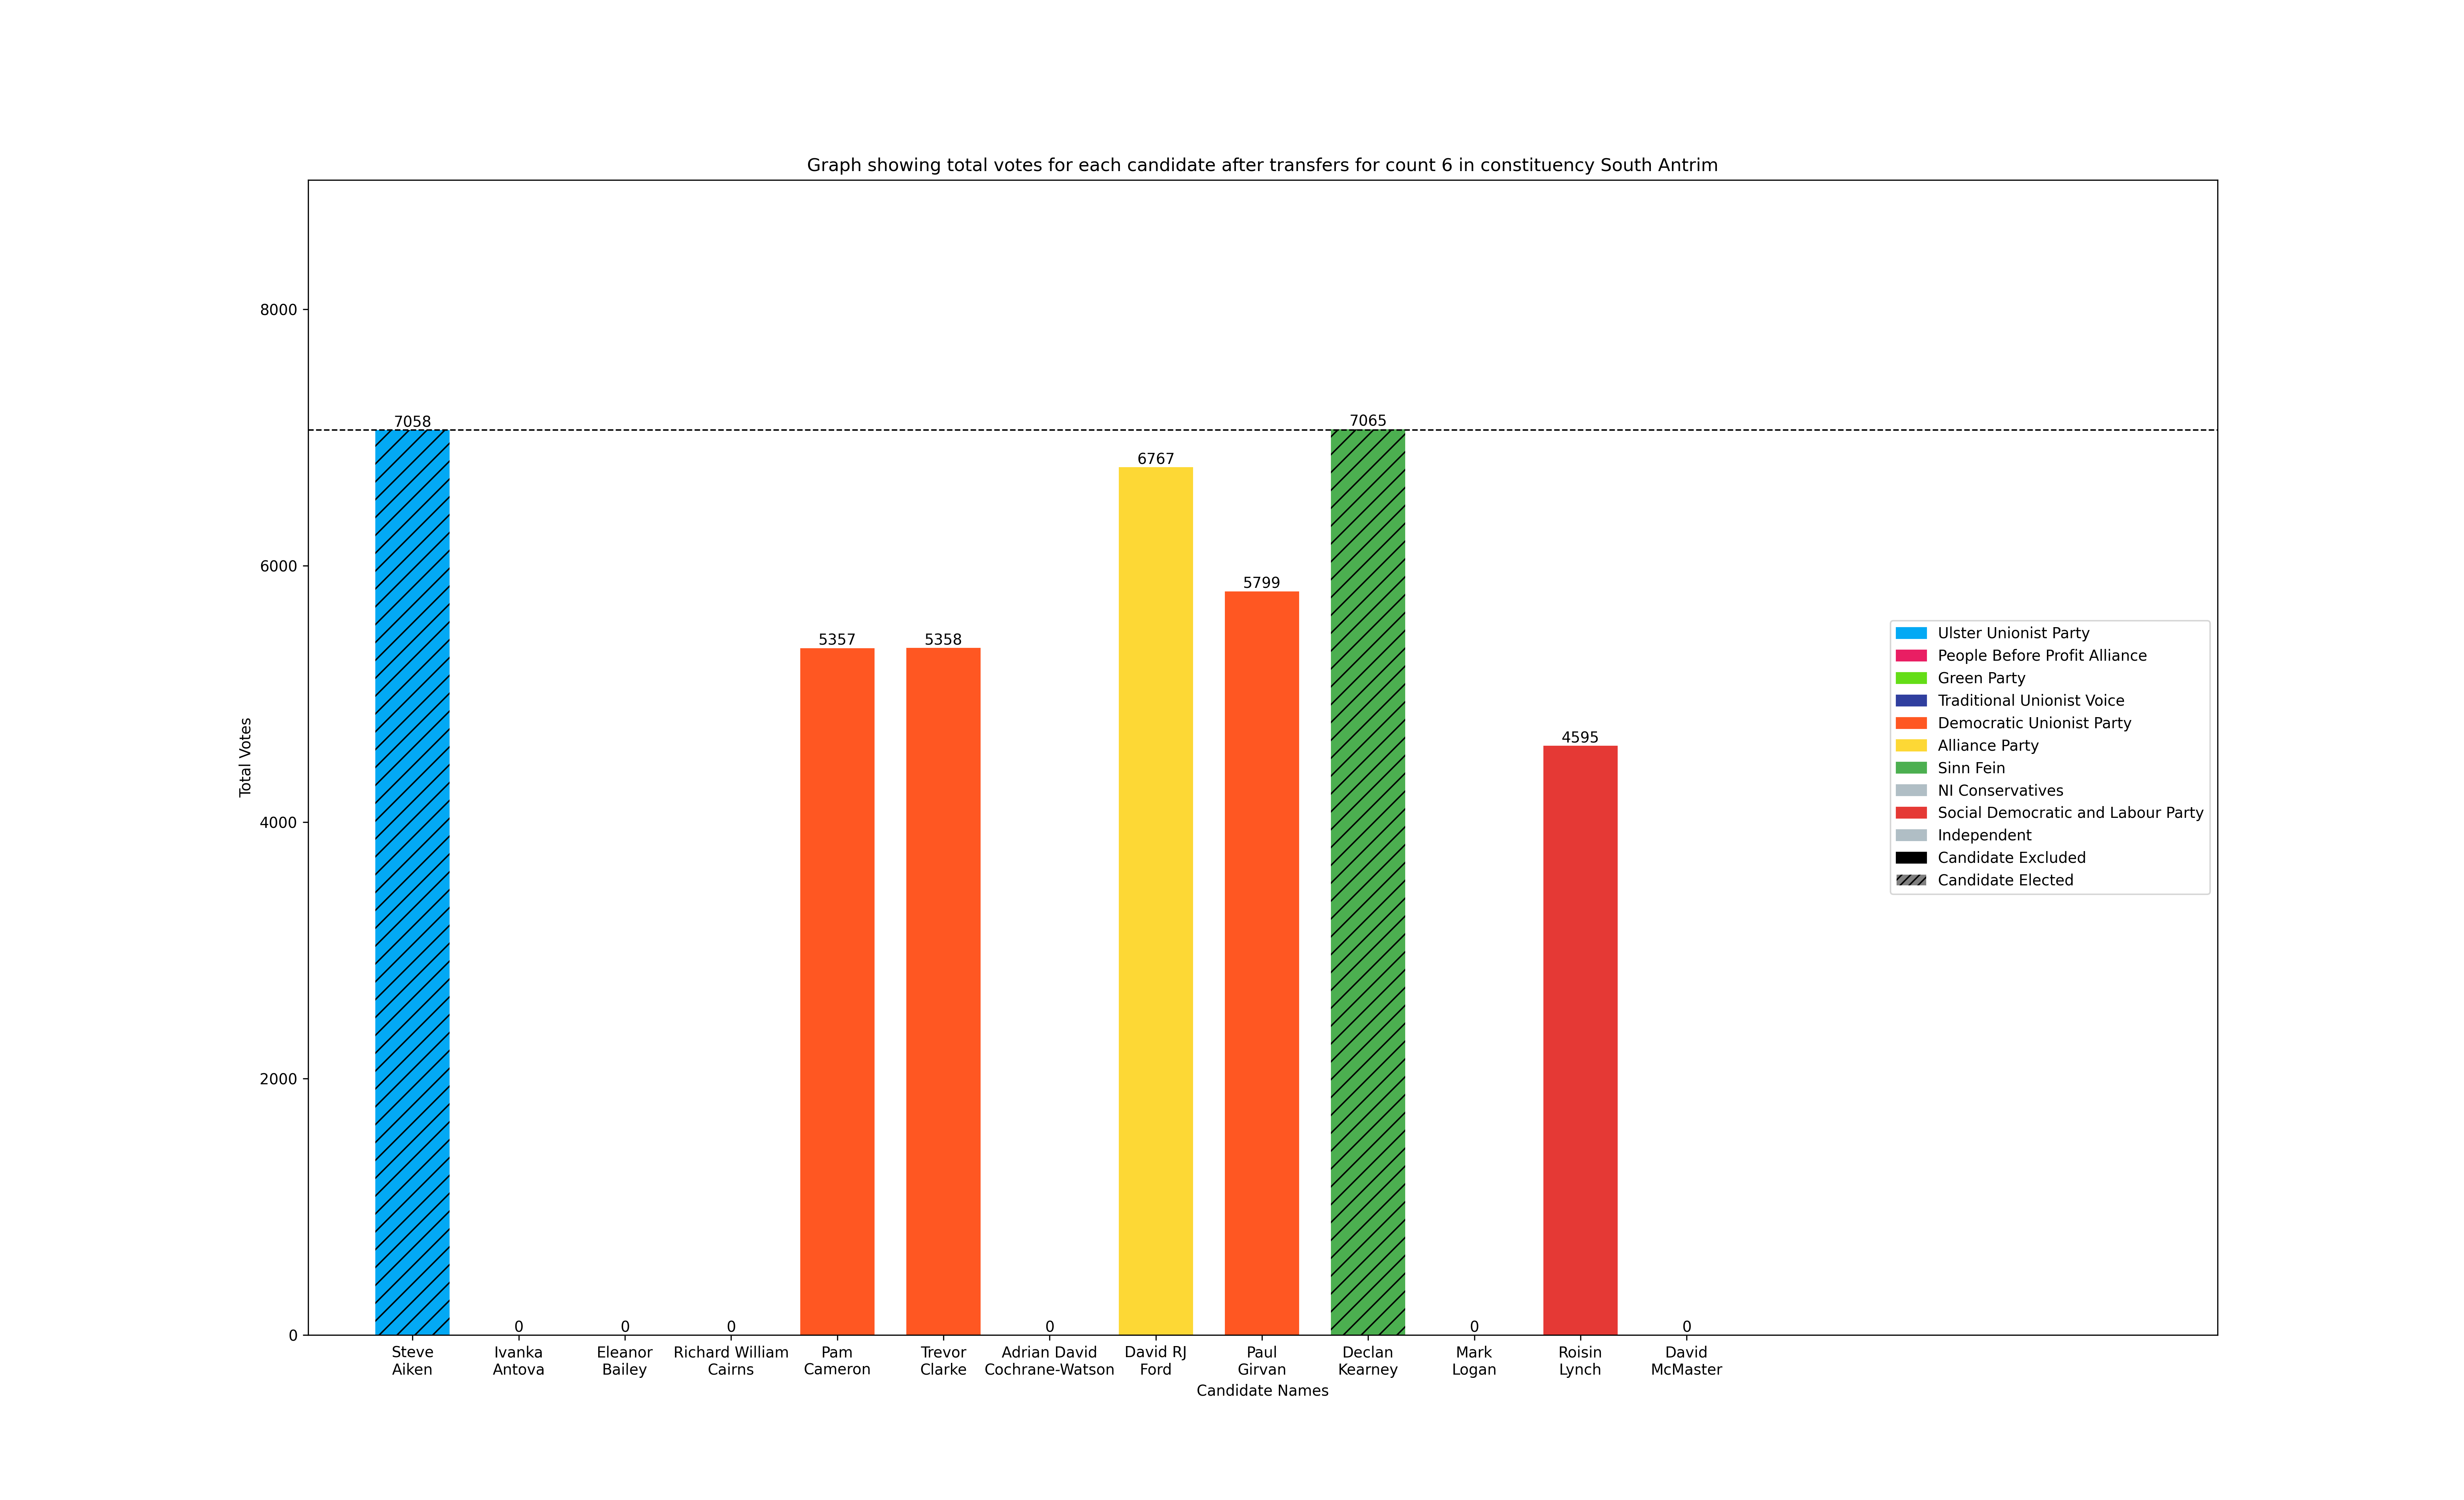 Graph showing total votes for each candidate after transfers for count 6 in constituency South Antrim
Total Votes
8000
6000
4000
2000
0
7058
0
0
0
5357
5358
0
6767
5799
7065
0
4595
0
Steve
Aiken
Ivanka
Antova
Eleanor
Bailey
Richard William
Cairns
Pam
Cameron
Trevor
Clarke
Adrian David
Cochrane-Watson
David RJ
Ford
Paul
Girvan
Declan
Kearney
Mark
Logan
Roisin
Lynch
David
McMaster
Candidate Names
Ulster Unionist Party
People Before Profit Alliance
Green Party
Traditional Unionist Voice
Democratic Unionist Party
Alliance Party
Sinn Fein
NI Conservatives
Social Democratic and Labour Party
Independent
Candidate Excluded
Candidate Elected